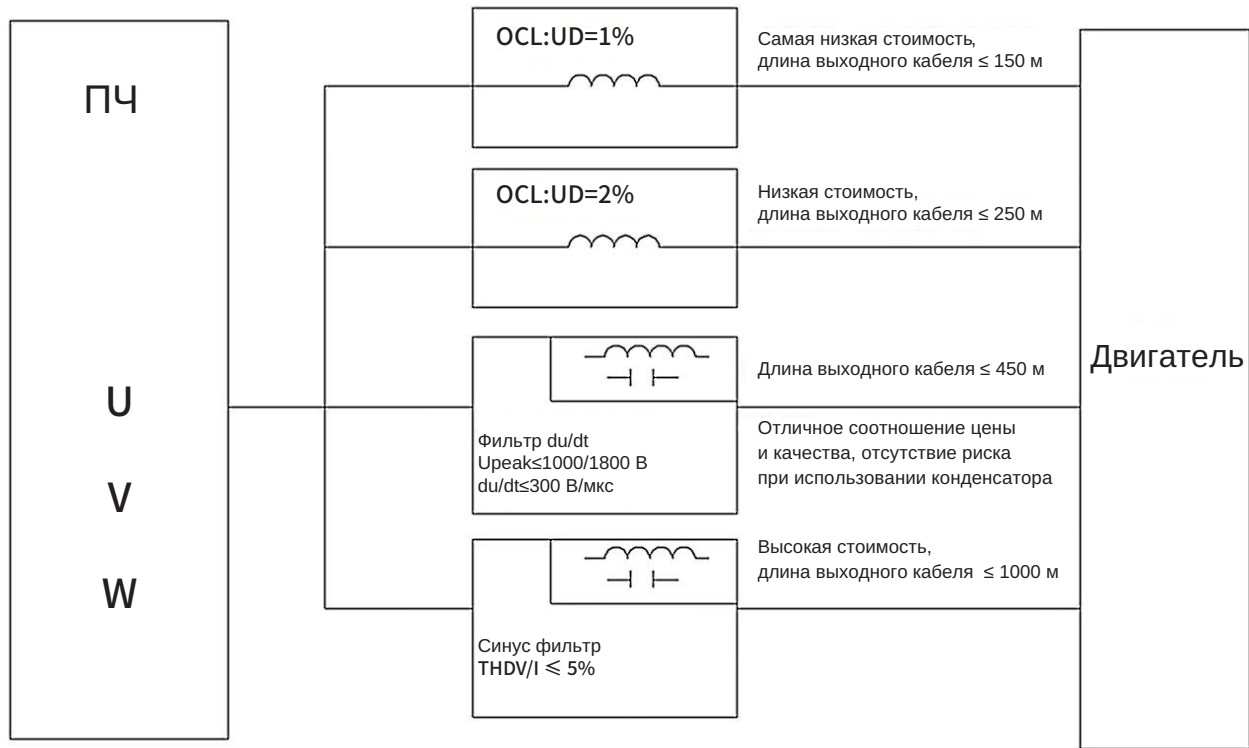 ПЧ
U
V
W
OCL:UD=1%
Самая низкая стоимость,
длина выходного кабеля ≤ 150 м
OCL:UD=2%
Низкая стоимость,
длина выходного кабеля ≤ 250 м
Фильтр du/dt
Upeak≤1000/1800 В
du/dt≤300 В/мкс
Длина выходного кабеля ≤ 450 м
Отличное соотношение цены
и качества, отсутствие риска
при использовании конденсатора
Синус фильтр
THDV/I ⩽ 5%
Высокая стоимость,
длина выходного кабеля ≤ 1000 м
Двигатель